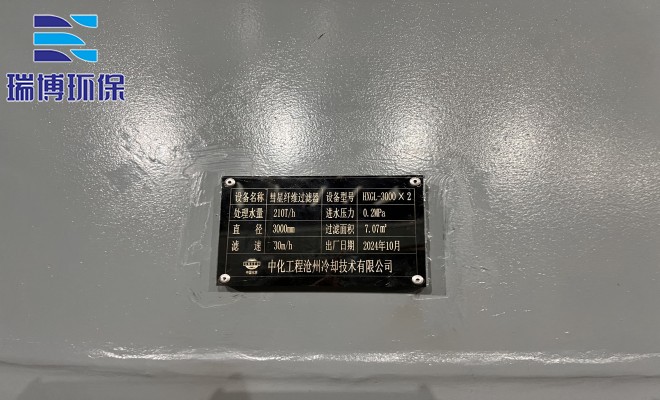 瑞博环保
设备名称 彗星纤维过滤器 设备型号 HXGL-3000×2
处理水量 210T/h 进水压力 0.2MPa
直 径 3000mm 过滤面积 7.07㎡
滤 速 30m/h 出厂日期 2024年10月
中化工程沧州冷却技术有限公司